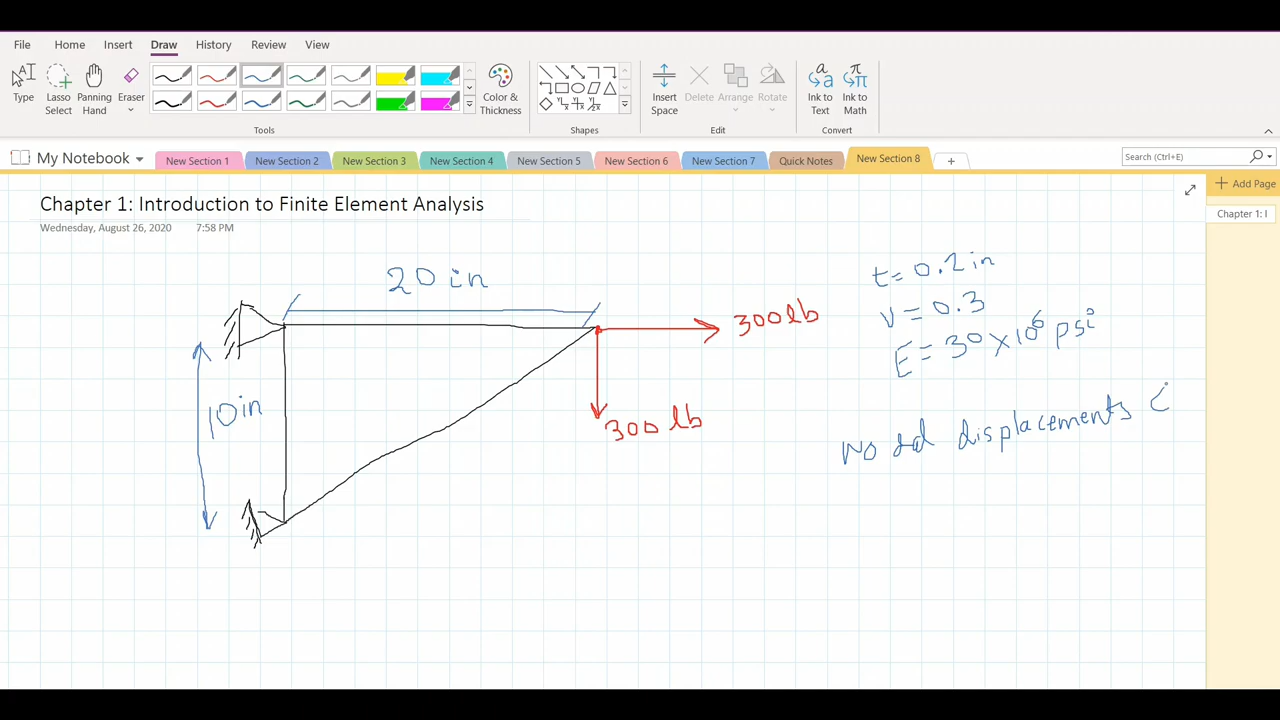 File Home Insert Draw History Review View
Type Lasso Select Panning Hand Eraser Color & Thickness Insert Space Delete Arrange Rotate Ink to Text Ink to Math
Tools Shapes Edit Convert
My Notebook New Section 1 New Section 2 New Section 3 New Section 4 New Section 5 New Section 6 New Section 7 Quick Notes New Section 8 Search (Ctrl+E)
Add Page
Chapter 1: Introduction to Finite Element Analysis
Chapter 1: I
Wednesday, August 26, 2020 7:58 PM
20 in
t = 0.2 in
ν = 0.3
E = 30 × 10⁶ psi
300 lb
10 in
300 lb
displacements